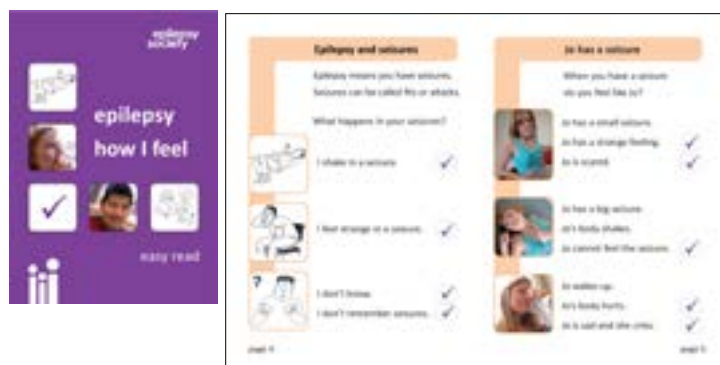 epilepsy
society
epilepsy
how I feel
easy read
Epilepsy and seizures
Epilepsy means you have seizures.
Seizures can be called fits or attacks.
What happens in your seizures?
I shake in a seizure.
I feel strange in a seizure.
I don't know.
I don't remember seizures.
page 4
Jo has a seizure
When you have a seizure
do you feel like Jo?
Jo has a small seizure.
Jo has a strange feeling.
Jo is scared.
Jo has a big seizure.
Jo's body shakes.
Jo cannot feel the seizure.
Jo wakes up.
Jo's body hurts.
Jo is sad and she cries.
page 5